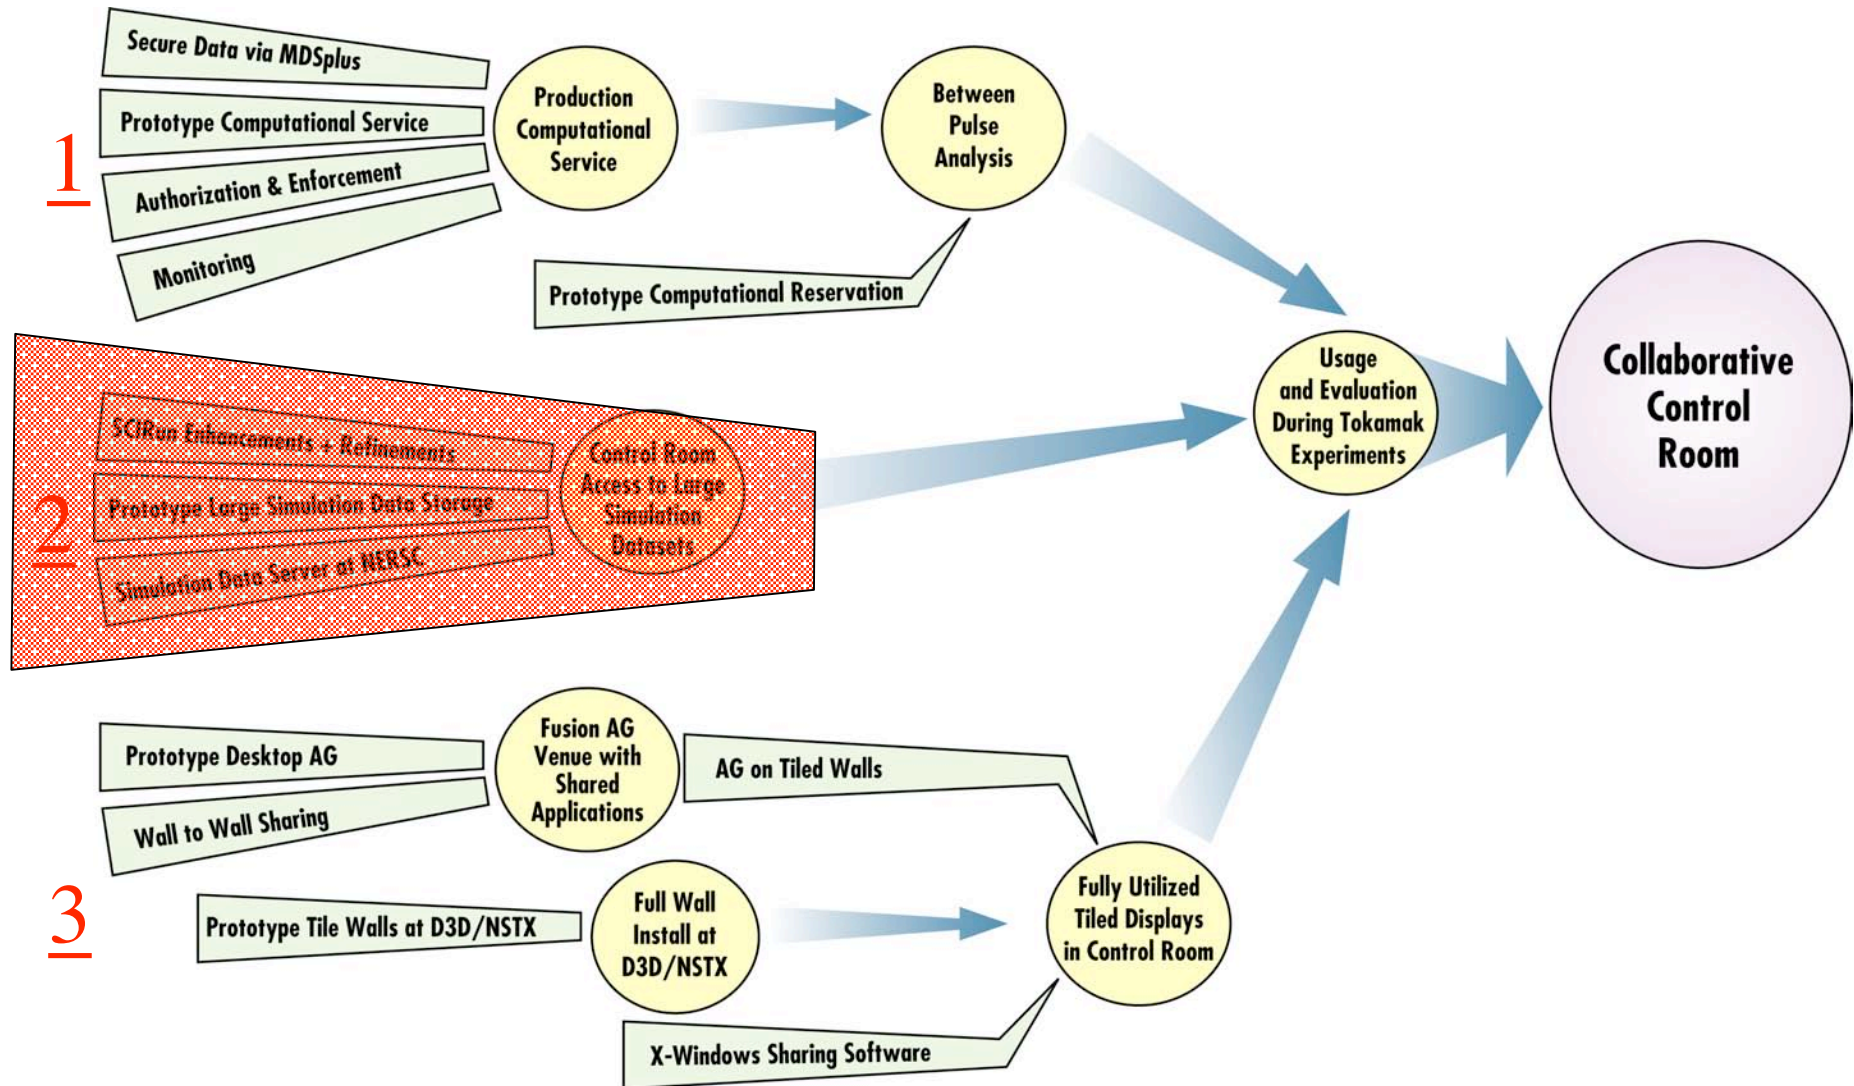 1
Secure Data via MDSplus
Prototype Computational Service
Authorization & Enforcement
Monitoring
Production
Computational
Service
Between
Pulse
Analysis
Prototype Computational Reservation
2
SCIRun Enhancements + Refinements
Prototype Large Simulation Data Storage
Simulation Data Server at NERSC
Control Room
Access to Large
Simulation
Datasets
Usage
and Evaluation
During Tokamak
Experiments
Collaborative
Control
Room
3
Prototype Desktop AG
Wall to Wall Sharing
Fusion AG
Venue with
Shared
Applications
AG on Tiled Walls
Prototype Tile Walls at D3D/NSTX
Full Wall
Install at
D3D/NSTX
Fully Utilized
Tiled Displays
in Control Room
X-Windows Sharing Software